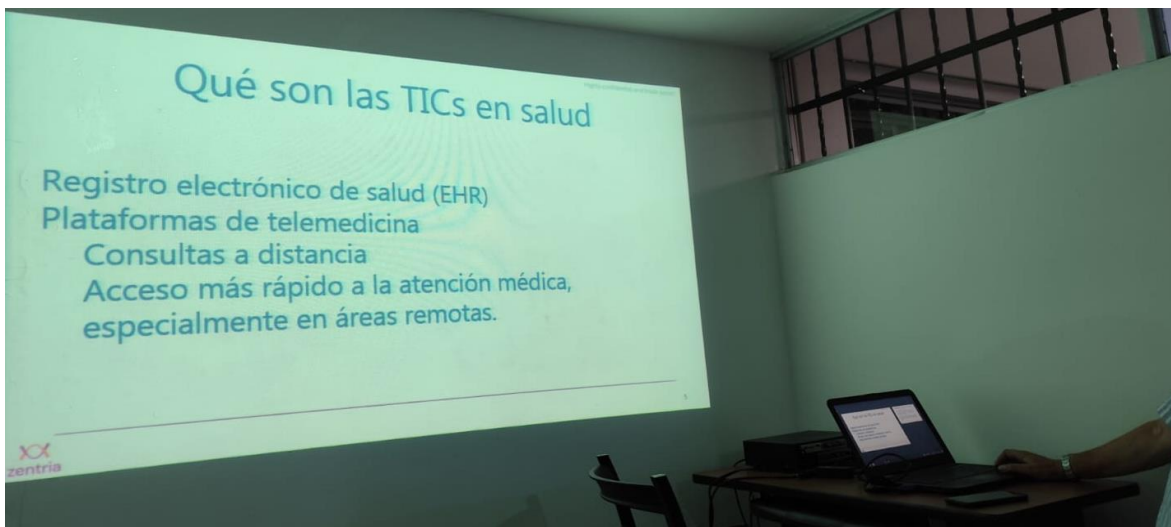 Qué son las TICs en salud
Registro electrónico de salud (EHR)
Plataformas de telemedicina
Consultas a distancia
Acceso más rápido a la atención médica,
especialmente en áreas remotas.
5
zentria